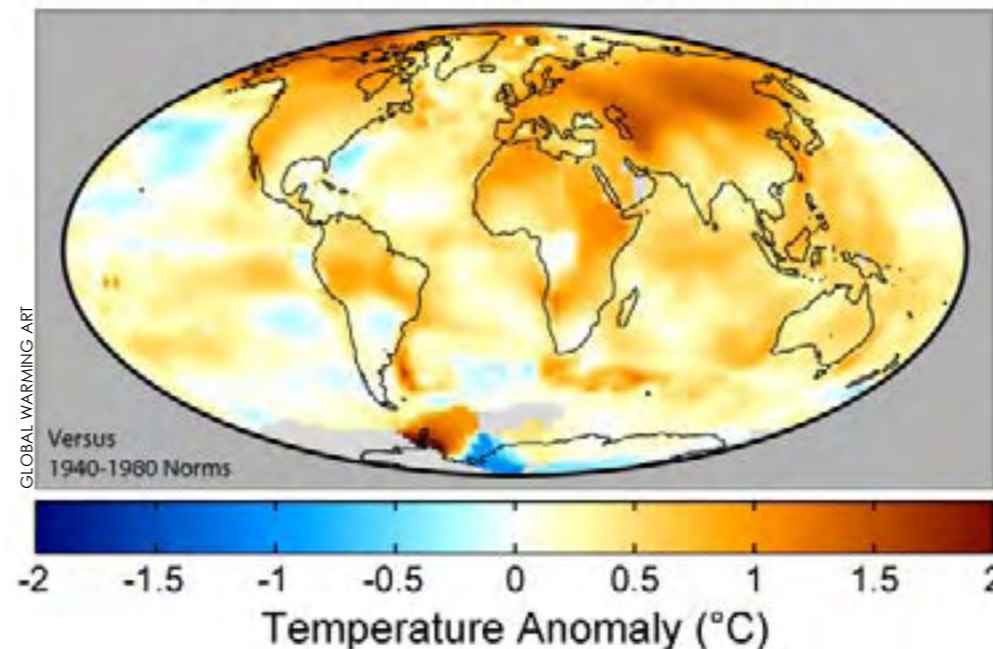 GLOBAL WARMING ART
Versus
1940-1980 Norms
-2 -1.5 -1 -0.5 0 0.5 1 1.5 2
Temperature Anomaly (°C)